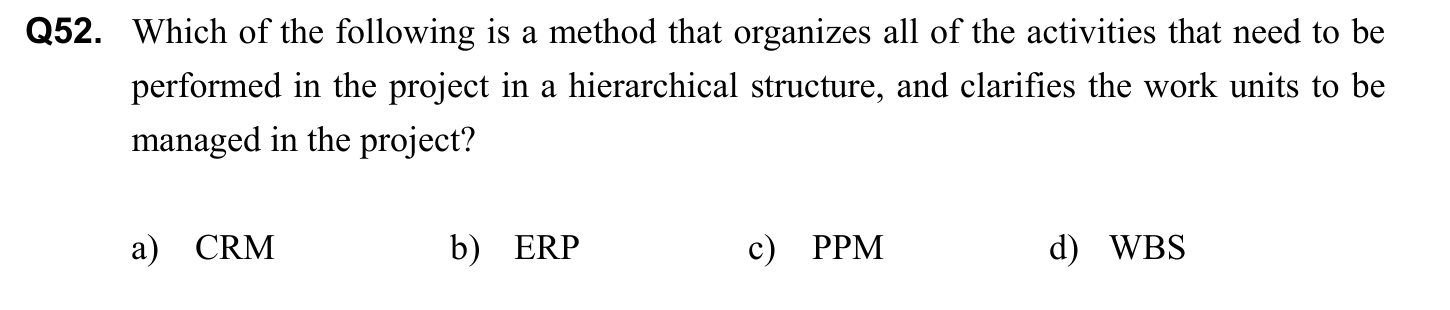 Q52. Which of the following is a method that organizes all of the activities that need to be
performed in the project in a hierarchical structure, and clarifies the work units to be
managed in the project?
a) CRM b) ERP c) PPM d) WBS